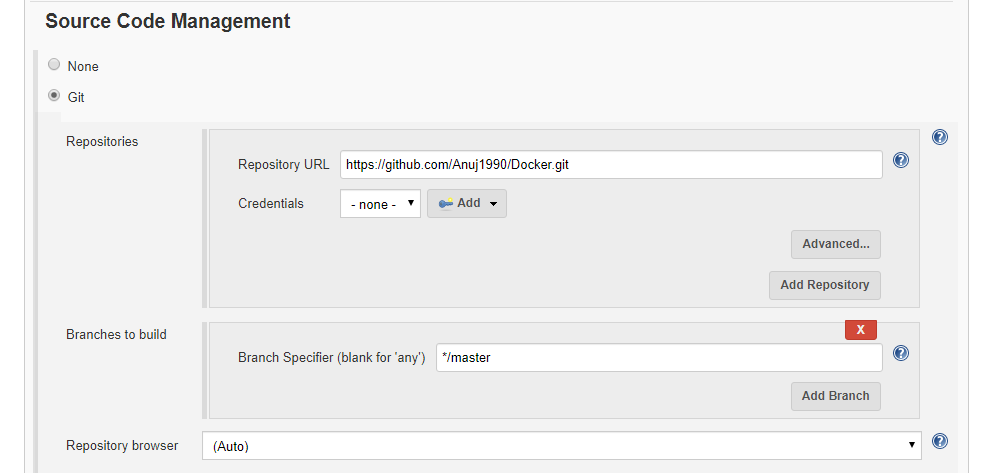 Source Code Management
None
Git
Repositories
Repository URL https://github.com/Anuj1990/Docker.git
Credentials - none - Add
Advanced...
Add Repository
Branches to build
X
Branch Specifier (blank for 'any') */master
Add Branch
Repository browser (Auto)